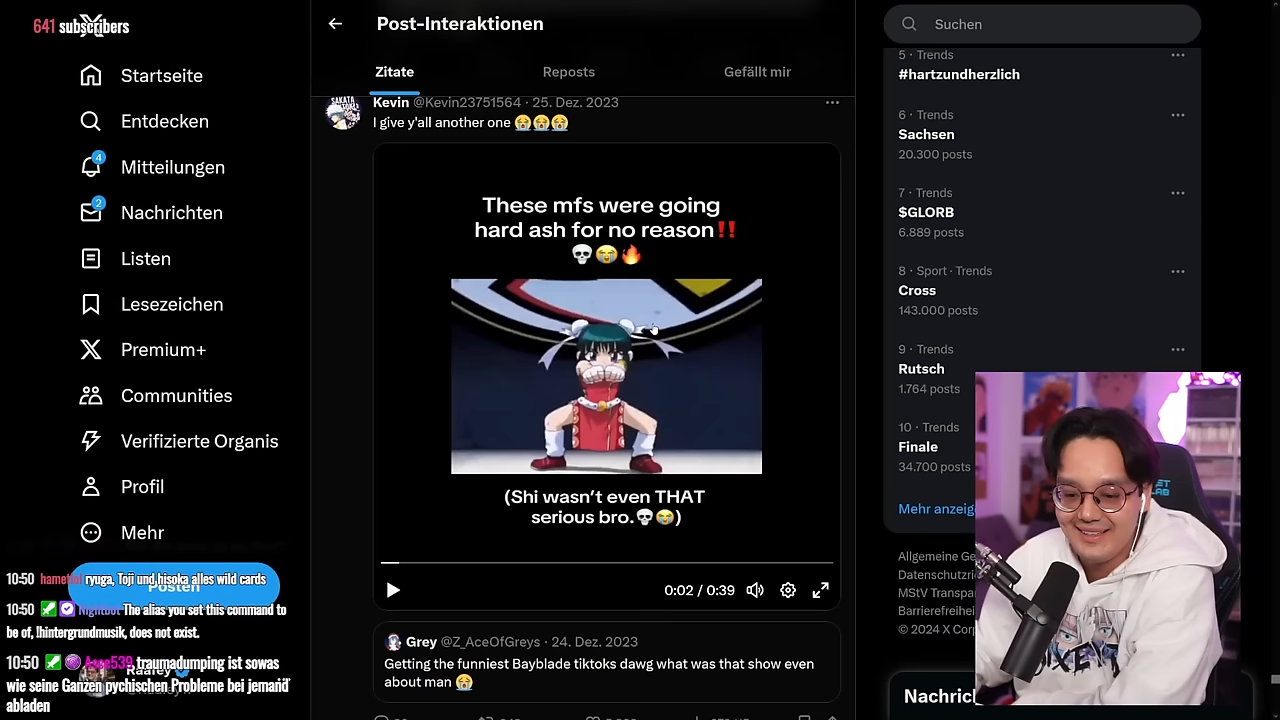 641 subscribers
Startseite
Entdecken
4
Mitteilungen
2
Nachrichten
Listen
Lesezeichen
Premium+
Communities
Verifizierte Organis
Profil
Mehr
Posten
10:50 ryuga, Toji und hisoka alles wild cards
10:50 Nightbot The alias you set this command to
be of, !hintergrundmusik, does not exist.
10:50 traumadumping ist sowas
wie seine Ganzen pychischen Probleme bei jemand
abladen
Post-Interaktionen
Zitate
Reposts
Gefällt mir
Kevin @Kevin23751564 · 25. Dez. 2023
I give y'all another one 😭😭😭
These mfs were going
hard ash for no reason‼️
💀😭🔥
(Shi wasn't even THAT
serious bro.💀😭)
0:02 / 0:39
Grey @Z_AceOfGreys · 24. Dez. 2023
Getting the funniest Bayblade tiktoks dawg what was that show even
about man 😭
Suchen
5 · Trends
#hartzundherzlich
6 · Trends
Sachsen
20.300 posts
7 · Trends
$GLORB
6.889 posts
8 · Sport · Trends
Cross
143.000 posts
9 · Trends
Rutsch
1.764 posts
10 · Trends
Finale
34.700 posts
Mehr anzeig
Allgemeine Ge
Datenschutzri
MStV Transpar
Barrierefreihei
© 2024 X Corp
Nachric